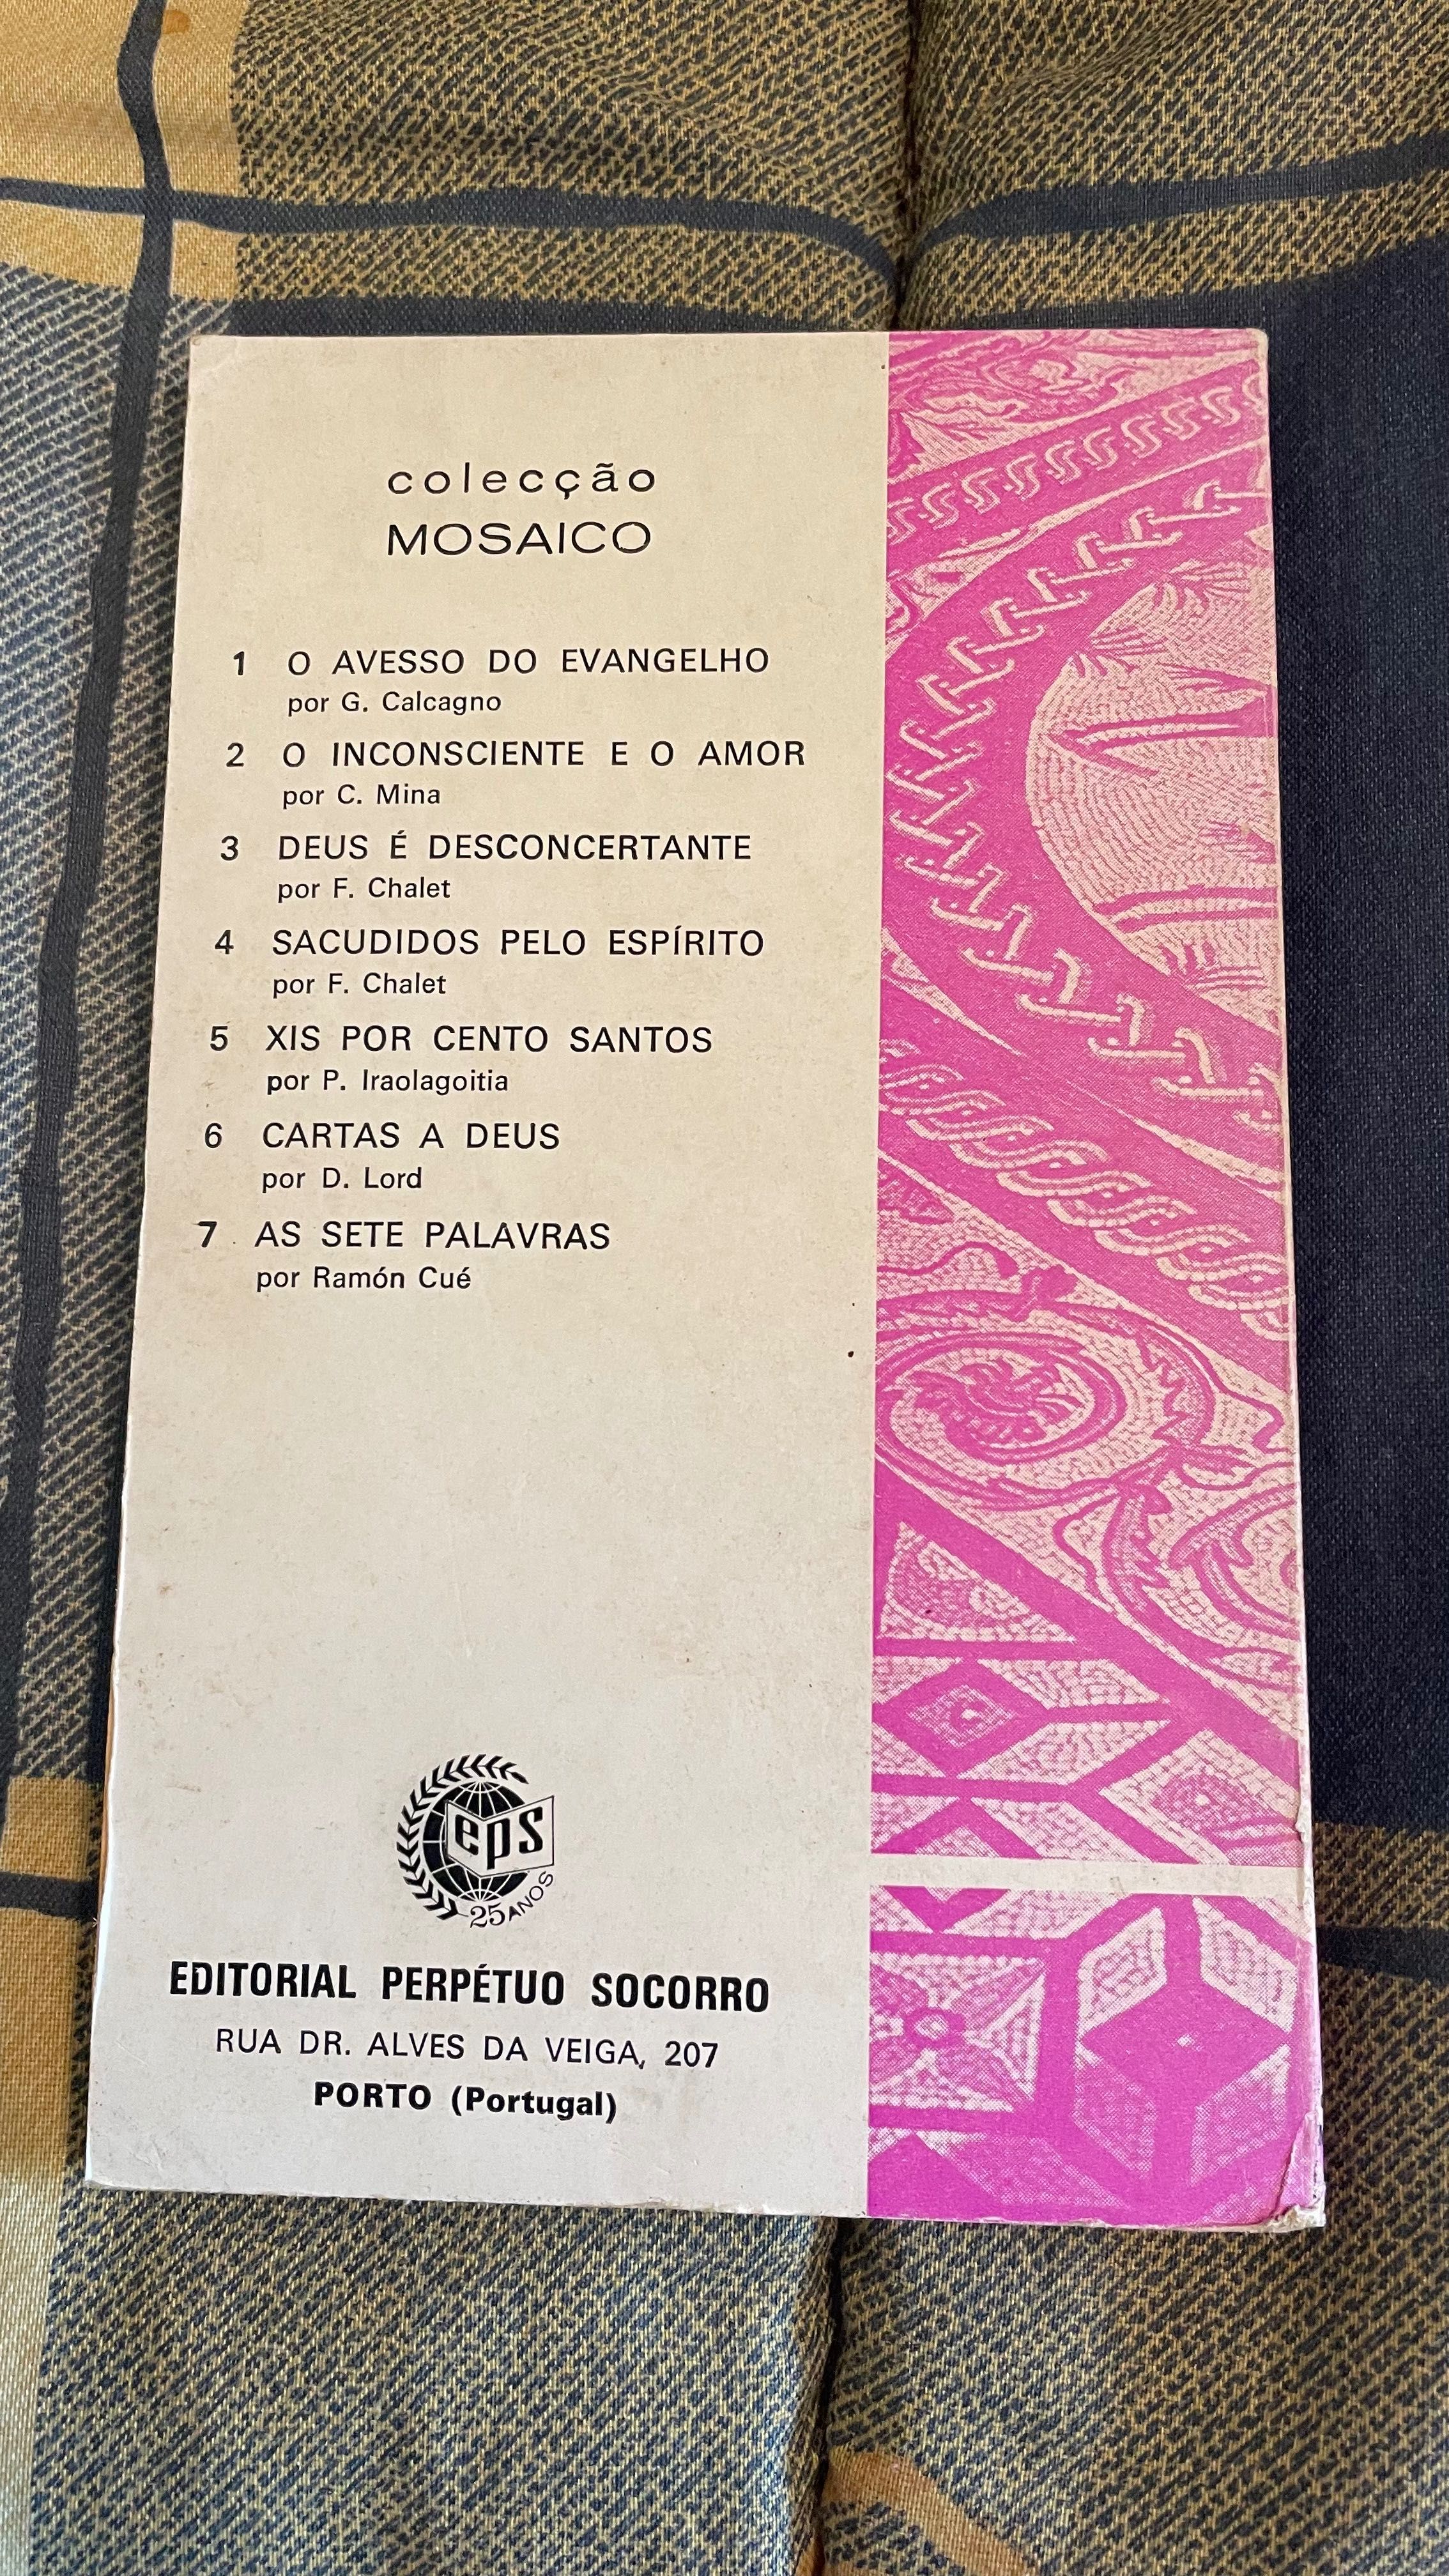 colecção
MOSAICO
1 O AVESSO DO EVANGELHO
por G. Calcagno
2 O INCONSCIENTE E O AMOR
por C. Mina
3 DEUS É DESCONCERTANTE
por F. Chalet
4 SACUDIDOS PELO ESPÍRITO
por F. Chalet
5 XIS POR CENTO SANTOS
por P. Iraolagoitia
6 CARTAS A DEUS
por D. Lord
7 AS SETE PALAVRAS
por Ramón Cué
eps
25 ANOS
EDITORIAL PERPÉTUO SOCORRO
RUA DR. ALVES DA VEIGA, 207
PORTO (Portugal)